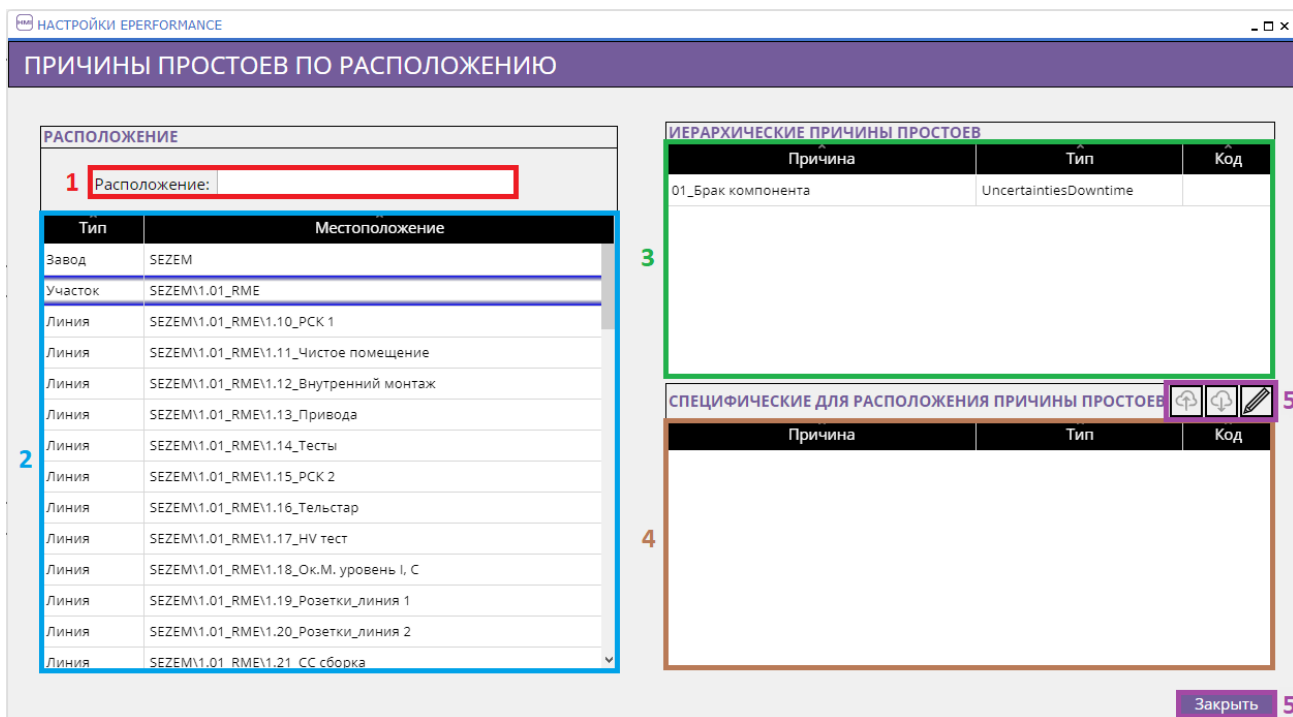 HMI НАСТРОЙКИ EPERFORMANCE
ПРИЧИНЫ ПРОСТОЕВ ПО РАСПОЛОЖЕНИЮ
РАСПОЛОЖЕНИЕ
1 Расположение:
2
Тип Местоположение
Завод SEZEM
Участок SEZEM\1.01_RME
Линия SEZEM\1.01_RME\1.10_РСК 1
Линия SEZEM\1.01_RME\1.11_Чистое помещение
Линия SEZEM\1.01_RME\1.12_Внутренний монтаж
Линия SEZEM\1.01_RME\1.13_Привода
Линия SEZEM\1.01_RME\1.14_Тесты
Линия SEZEM\1.01_RME\1.15_РСК 2
Линия SEZEM\1.01_RME\1.16_Тельстар
Линия SEZEM\1.01_RME\1.17_HV тест
Линия SEZEM\1.01_RME\1.18_Ок.М. уровень I, C
Линия SEZEM\1.01_RME\1.19_Розетки_линия 1
Линия SEZEM\1.01_RME\1.20_Розетки_линия 2
Линия SEZEM\1.01_RME\1.21_СС сборка
ИЕРАРХИЧЕСКИЕ ПРИЧИНЫ ПРОСТОЕВ
3
Причина Тип Код
01_Брак компонента UncertaintiesDowntime
СПЕЦИФИЧЕСКИЕ ДЛЯ РАСПОЛОЖЕНИЯ ПРИЧИНЫ ПРОСТОЕВ 5
4
Причина Тип Код
Закрыть 5